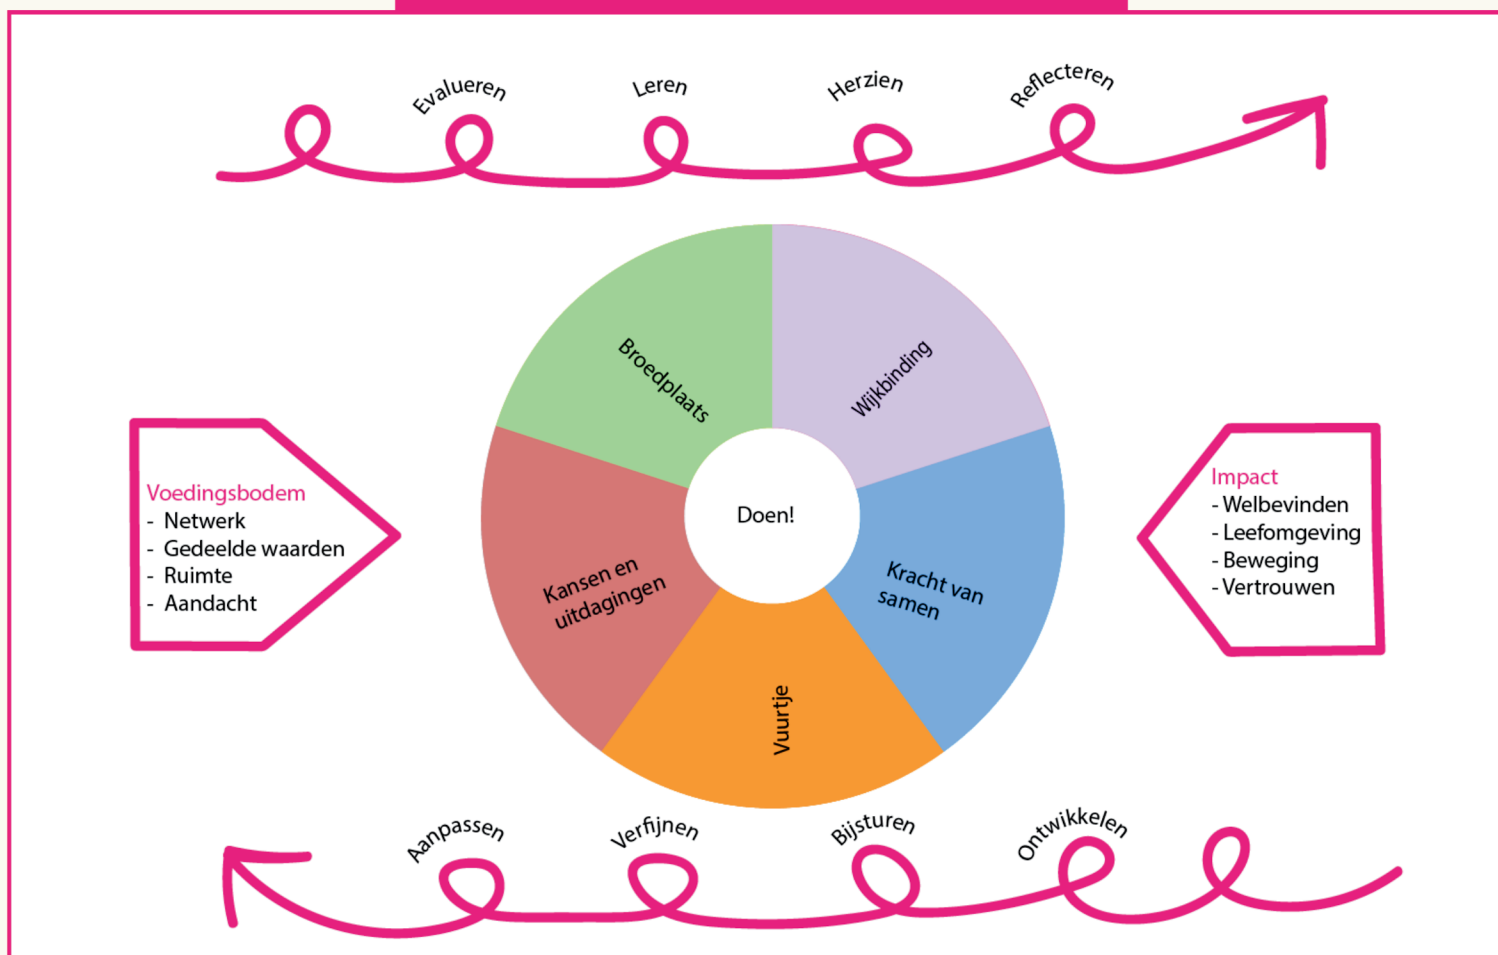 Evalueren
Leren
Herzien
Reflecteren
Broedplaats
Wijkbinding
Voedingsbodem
- Netwerk
- Gedeelde waarden
- Ruimte
- Aandacht
Doen!
Impact
- Welbevinden
- Leefomgeving
- Beweging
- Vertrouwen
Kansen en
uitdagingen
Kracht van
samen
Vuurtje
Aanpassen
Verfijnen
Bijsturen
Ontwikkelen